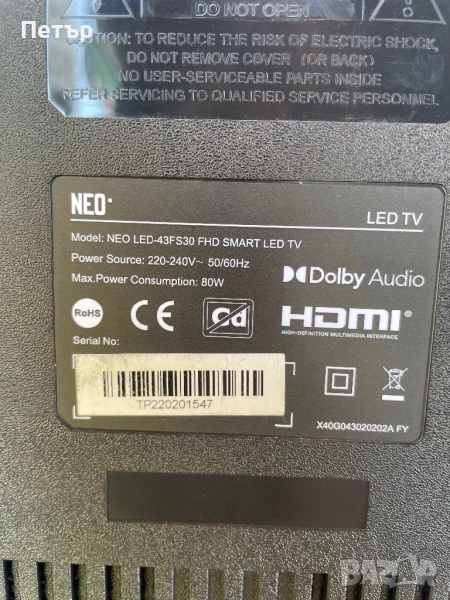 Петър
DO NOT OPEN
CAUTION: TO REDUCE THE RISK OF ELECTRIC SHOCK,
DO NOT REMOVE COVER (OR BACK)
NO USER-SERVICEABLE PARTS INSIDE
REFER SERVICING TO QUALIFIED SERVICE PERSONNEL
NEO
LED TV
Model: NEO LED-43FS30 FHD SMART LED TV
Power Source: 220-240V~ 50/60Hz
Max.Power Consumption: 80W
Dolby Audio
RoHS
CE
Cd
HDMI®
HIGH-DEFINITION MULTIMEDIA INTERFACE
Serial No:
TP220201547
X40G043020202A FY
BAZAR